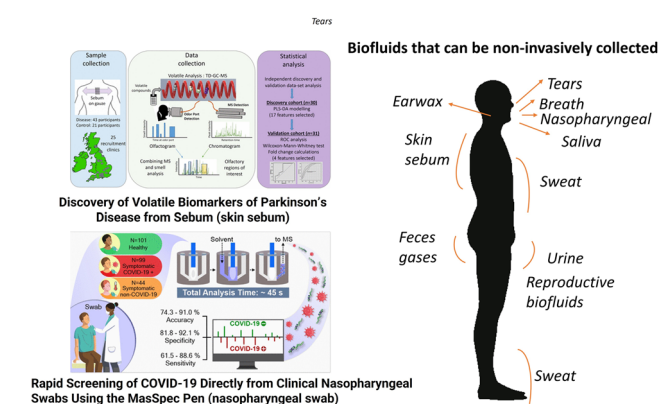 Tears
Biofluids that can be non-invasively collected
Sample
collection
Sebum
on gauze
Disease: 43 participants
Control: 21 participants
25
recruitment
clinics
Data
collection
Volatile Analysis : TD-GC-MS
Volatile
compounds
Odor Port
Detection
MS Detection
Olfactogram
Chromatogram
Combining MS and
smell analysis
Olfactory
regions of
interest
Statistical
analysis
Independent discovery and
validation data set analysis
Discovery cohort (n=30)
PLS-DA modelling
(17 features selected)
Validation cohort (n=31)
ROC analysis
Wilcoxon-Mann-Whitney test
Fold change calculations
(4 features selected)
Discovery of Volatile Biomarkers of Parkinson's
Disease from Sebum (skin sebum)
N=101
Healthy
Symptomatic
COVID-19 +
N=44
Symptomatic
non-COVID-19
Swab
Solvent
to MS
Total Analysis Time: ~ 45 s
74.3 - 91.0 %
Accuracy
81.8 - 92.1 %
Specificity
61.5 - 88.6 %
Sensitivity
COVID-19
COVID-19
Rapid Screening of COVID-19 Directly from Clinical Nasopharyngeal
Swabs Using the MasSpec Pen (nasopharyngeal swab)
Earwax
Tears
Breath
Nasopharyngeal
Saliva
Skin
sebum
Sweat
Feces
gases
Urine
Reproductive
biofluids
Sweat